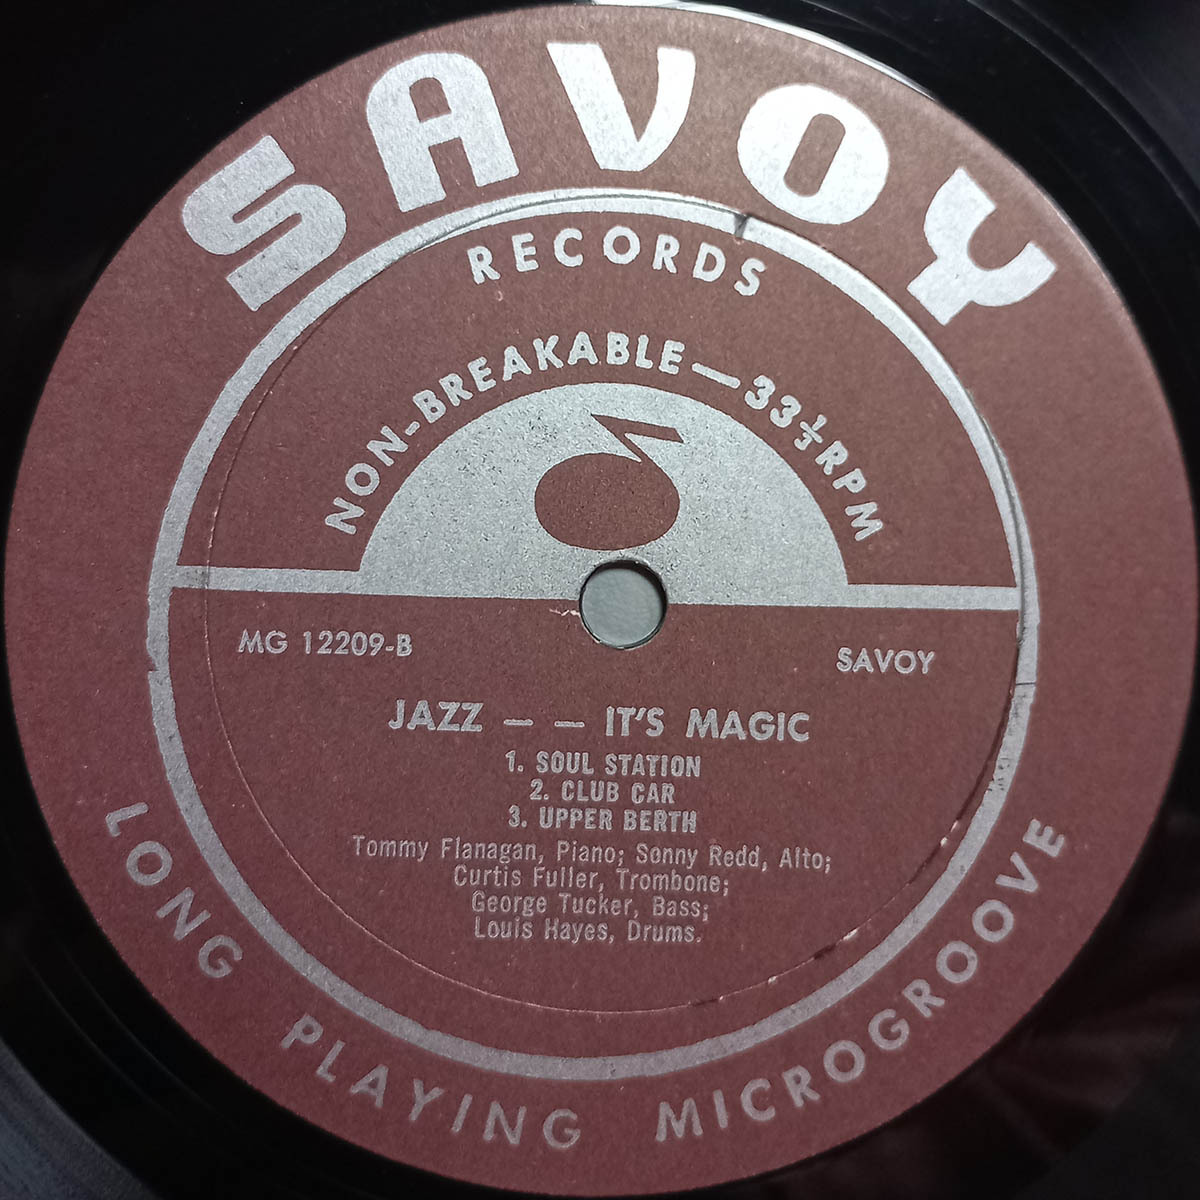 SAVOY
RECORDS
NON-BREAKABLE—33⅓RPM
MG 12209-B
SAVOY
JAZZ — — IT'S MAGIC
1. SOUL STATION
2. CLUB CAR
3. UPPER BERTH
Tommy Flanagan, Piano; Sonny Redd, Alto;
Curtis Fuller, Trombone;
George Tucker, Bass;
Louis Hayes, Drums.
LONG PLAYING MICROGROOVE